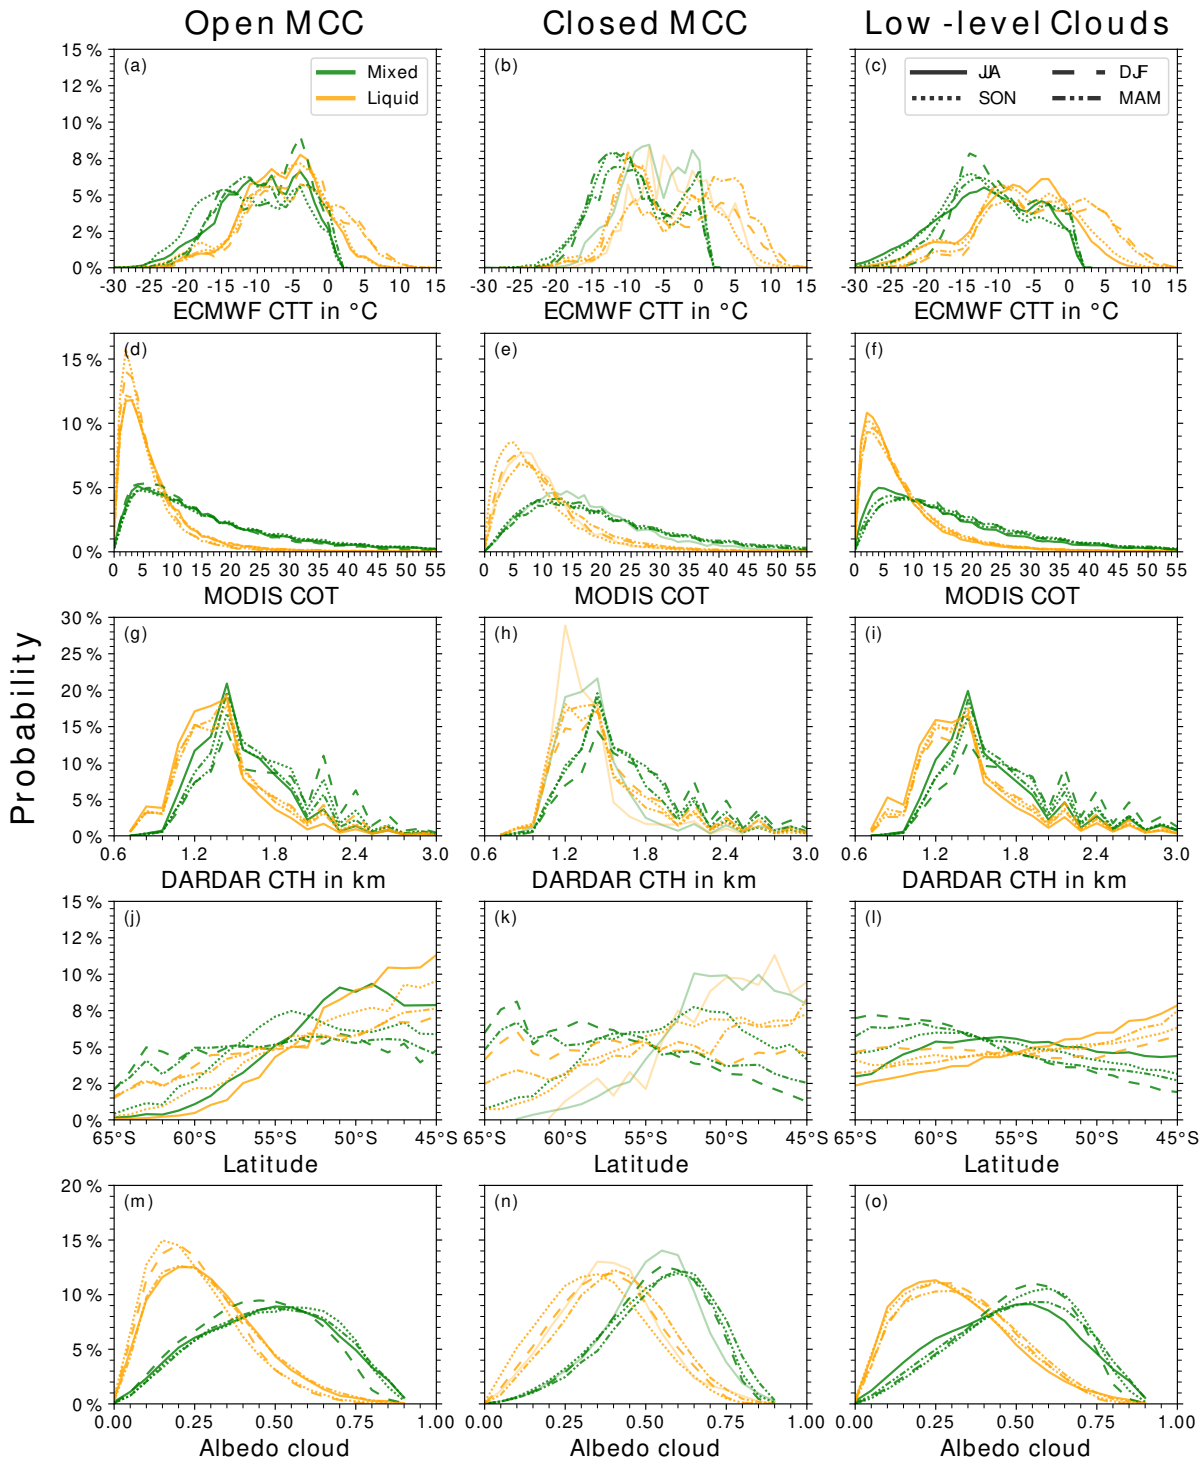 Open MCC
Closed MCC
Low -level Clouds
15 %
12 %
10 %
8 %
5 %
2 %
0 %
(a)
Mixed
Liquid
(b)
(c)
JJA
SON
DJF
MAM
-30 -25 -20 -15 -10 -5 0 5 10 15
-30 -25 -20 -15 -10 -5 0 5 10 15
-30 -25 -20 -15 -10 -5 0 5 10 15
ECMWF CTT in °C
ECMWF CTT in °C
ECMWF CTT in °C
15 %
10 %
5 %
0 %
(d)
(e)
(f)
0 5 10 15 20 25 30 35 40 45 50 55
0 5 10 15 20 25 30 35 40 45 50 55
0 5 10 15 20 25 30 35 40 45 50 55
MODIS COT
MODIS COT
MODIS COT
Probability
30 %
25 %
20 %
15 %
10 %
5 %
0 %
(g)
(h)
(i)
0.6 1.2 1.8 2.4 3.0
0.6 1.2 1.8 2.4 3.0
0.6 1.2 1.8 2.4 3.0
DARDAR CTH in km
DARDAR CTH in km
DARDAR CTH in km
15 %
12 %
10 %
8 %
5 %
2 %
0 %
(j)
(k)
(l)
65°S 60°S 55°S 50°S 45°S
65°S 60°S 55°S 50°S 45°S
65°S 60°S 55°S 50°S 45°S
Latitude
Latitude
Latitude
20 %
15 %
10 %
5 %
0 %
(m)
(n)
(o)
0.00 0.25 0.50 0.75 1.00
0.00 0.25 0.50 0.75 1.00
0.00 0.25 0.50 0.75 1.00
Albedo cloud
Albedo cloud
Albedo cloud